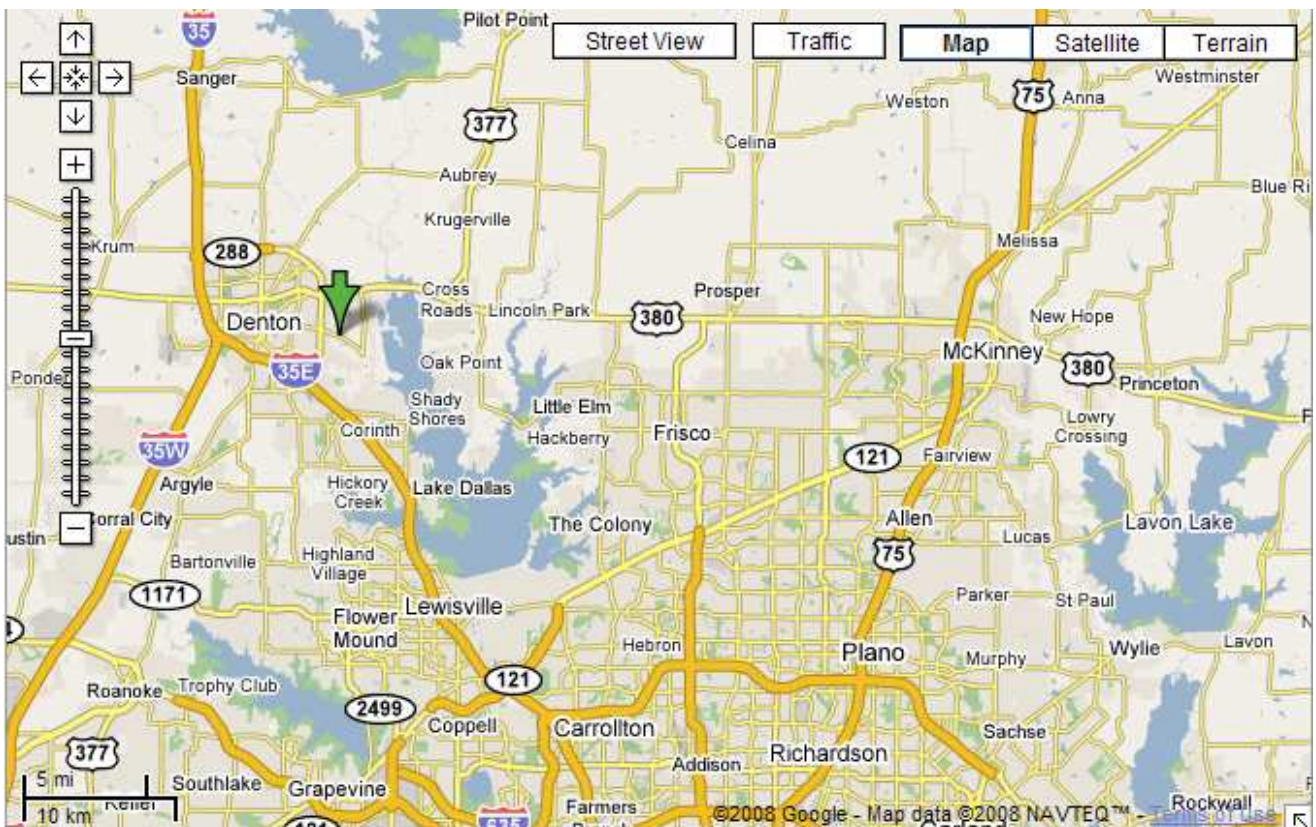 35
Pilot Point
Street View
Traffic
Map
Satellite
Terrain
Sanger
Westminster
75
Anna
Weston
377
Celina
Aubrey
Blue Ri
Krugerville
Krum
288
Melissa
Cross
Roads
Lincoln Park
Prosper
380
New Hope
Denton
McKinney
35E
Oak Point
380
Princeton
Ponder
Shady
Shores
Little Elm
Lowry
Crossing
Corinth
Hackberry
Frisco
35W
121
Fairview
Argyle
Hickory
Creek
Lake Dallas
The Colony
Allen
Lavon Lake
Corral City
ustin
75
Lucas
Bartonville
Highland
Village
1171
Lewisville
Parker
St Paul
Flower
Mound
Hebron
Plano
Murphy
Wylie
Lavon
Roanoke
Trophy Club
121
2499
Coppell
Carrollton
Sachse
377
Richardson
Addison
5 mi
Southlake
Grapevine
Keller
10 km
121
635
Farmers
Rockwall
©2008 Google - Map data ©2008 NAVTEQ™ - Terms of Use
Garland